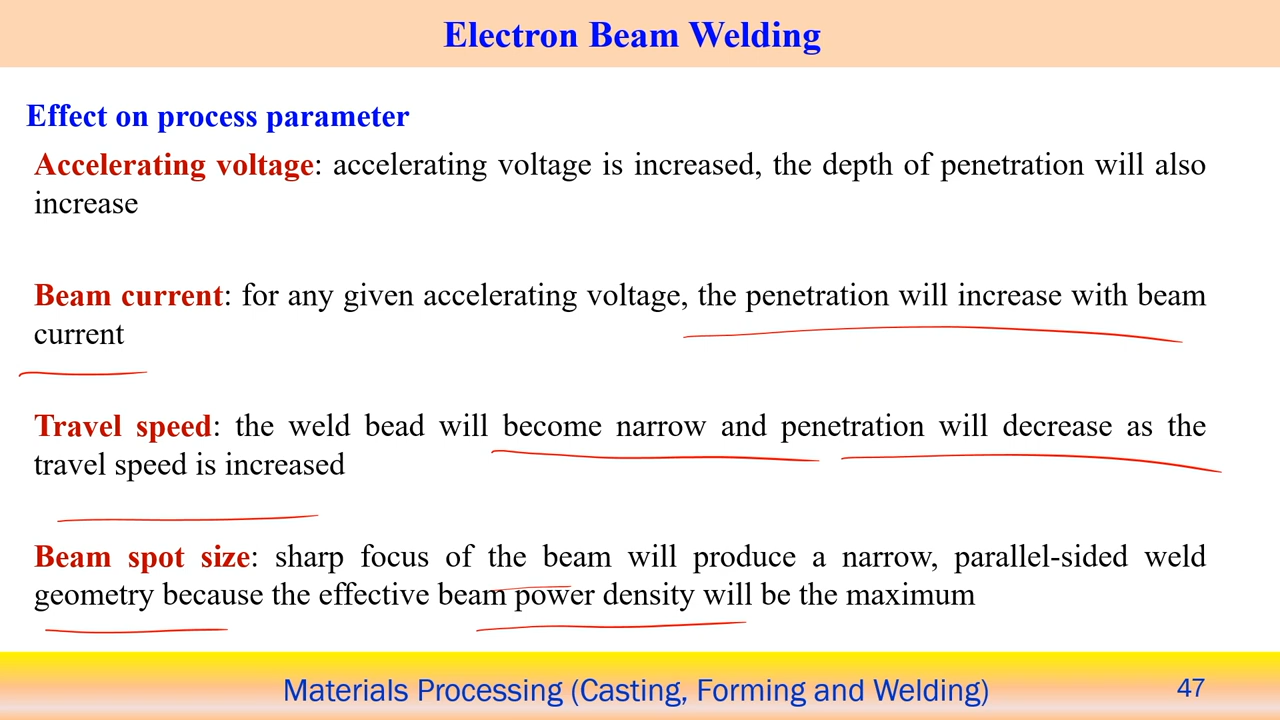 Electron Beam Welding
Effect on process parameter
Accelerating voltage: accelerating voltage is increased, the depth of penetration will also
increase
Beam current: for any given accelerating voltage, the penetration will increase with beam
current
Travel speed: the weld bead will become narrow and penetration will decrease as the
travel speed is increased
Beam spot size: sharp focus of the beam will produce a narrow, parallel-sided weld
geometry because the effective beam power density will be the maximum
Materials Processing (Casting, Forming and Welding)
47